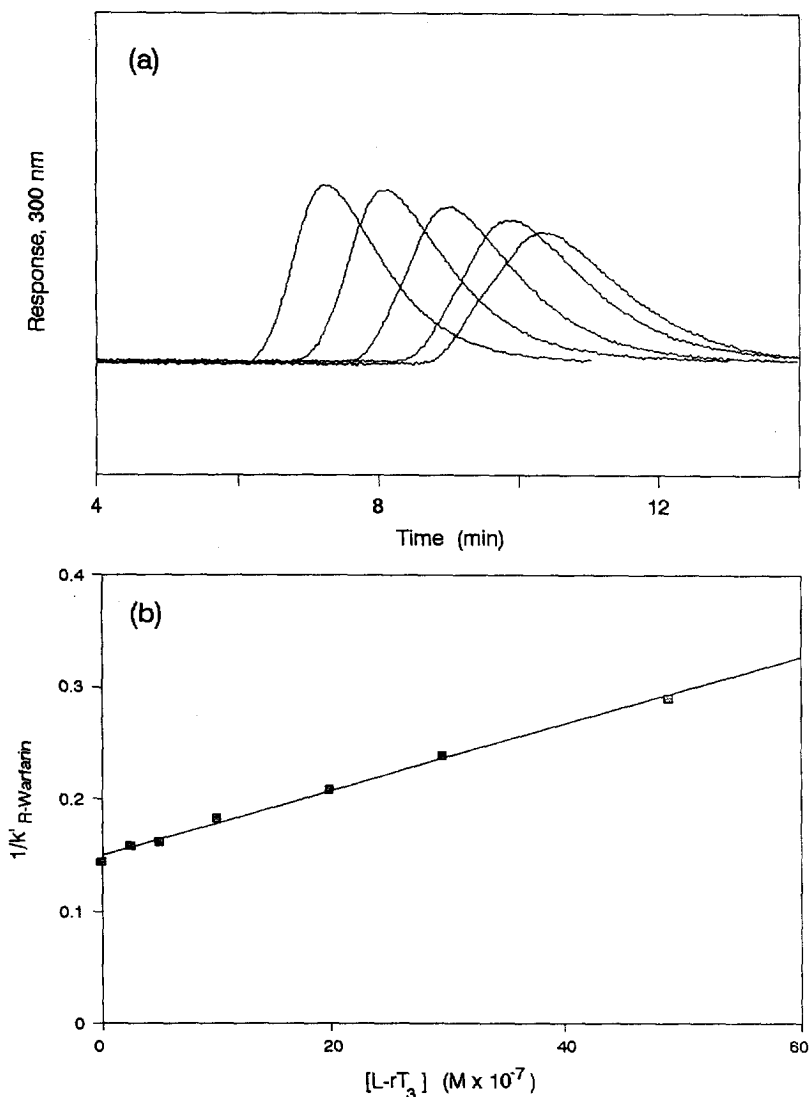 (a)
Response, 300 nm
4
8
12
Time (min)
(b)
1/k'R-Warfarin
0.4
0.3
0.2
0.1
0
0
20
40
60
[L-rT3] (M x 10-7)